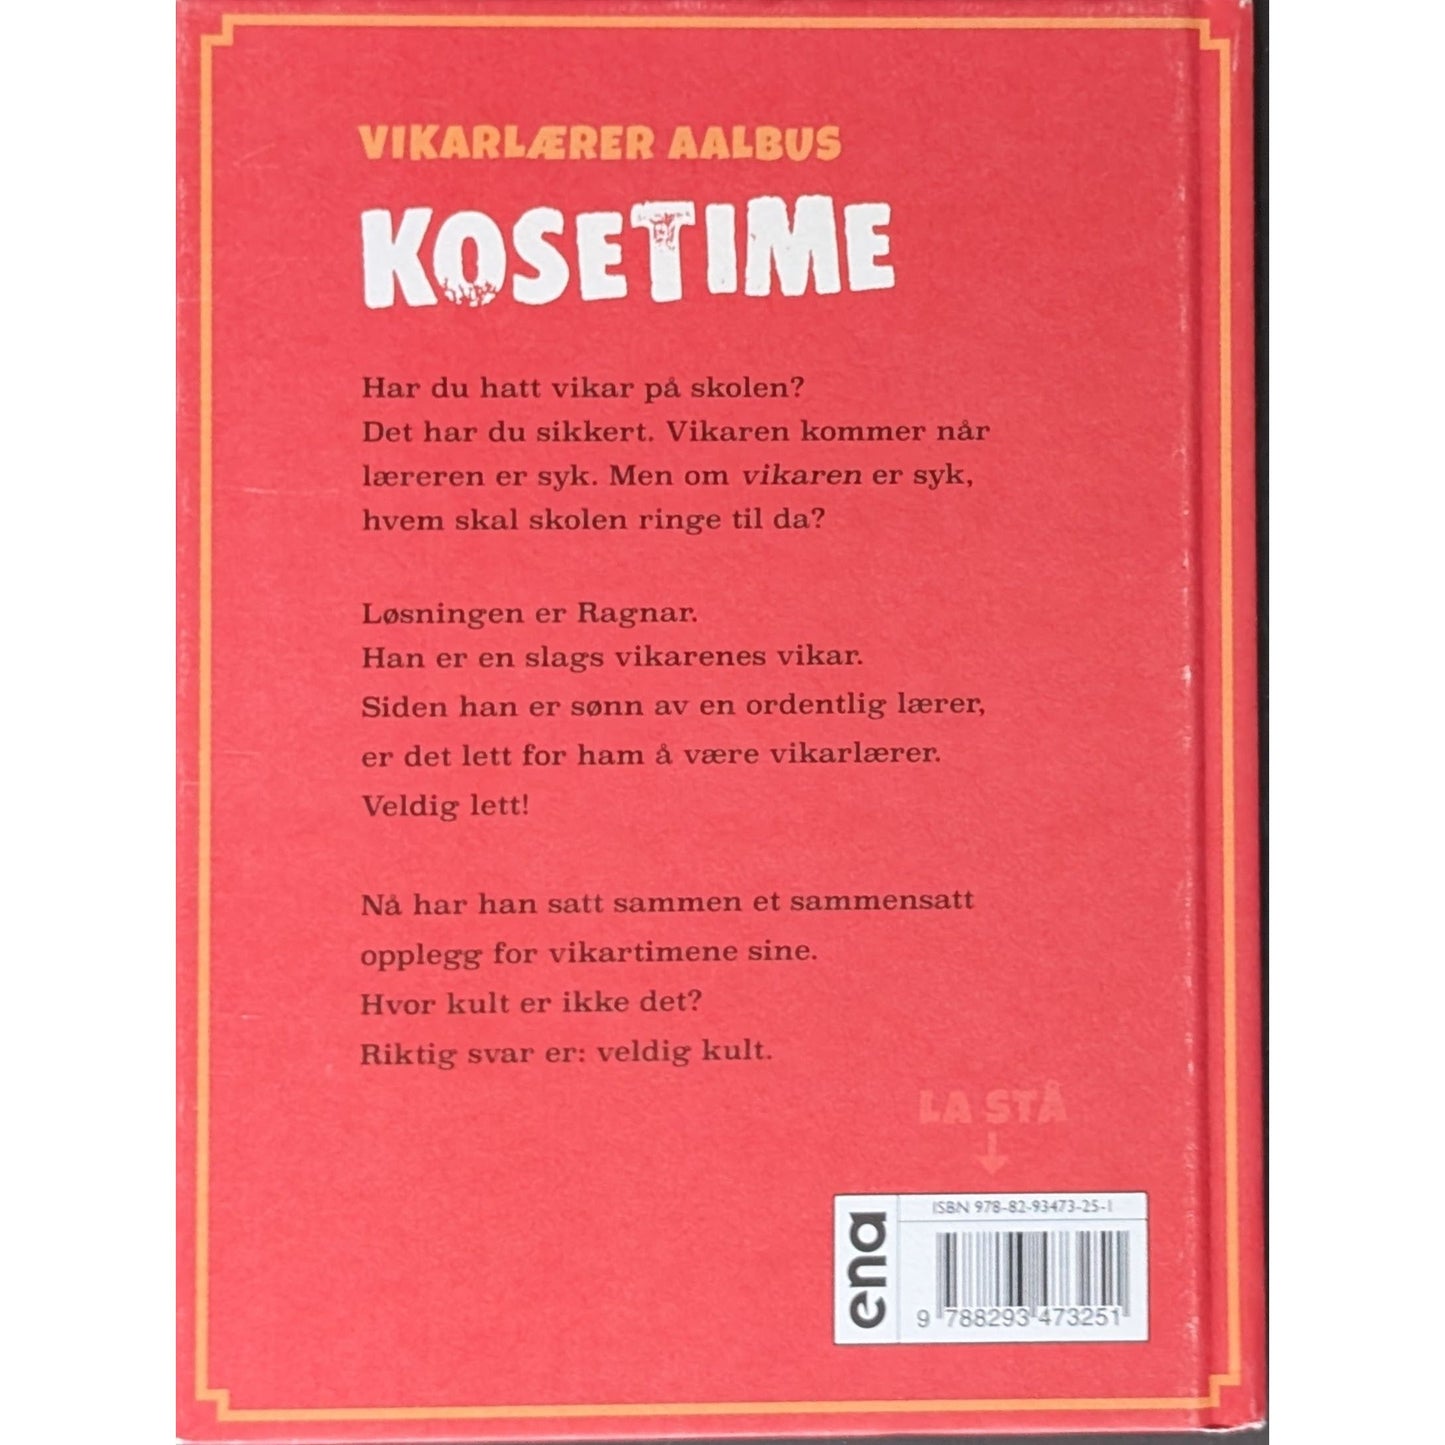 VIKARLÆRER AALBUS
KOSETIME
Har du hatt vikar på skolen?
Det har du sikkert. Vikaren kommer når
læreren er syk. Men om vikaren er syk,
hvem skal skolen ringe til da?
Løsningen er Ragnar.
Han er en slags vikarenes vikar.
Siden han er sønn av en ordentlig lærer,
er det lett for ham å være vikarlærer.
Veldig lett!
Nå har han satt sammen et sammensatt
opplegg for vikartimene sine.
Hvor kult er ikke det?
Riktig svar er: veldig kult.
LA STÅ
ena
ISBN 978-82-93473-25-1
9 788293 473251